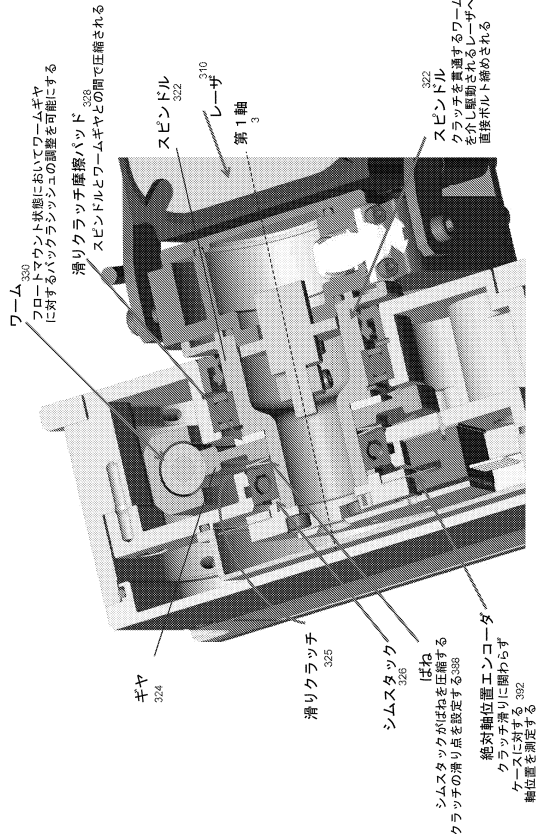 ワーム
330
フロートマウント状態においてワームギヤ
に対するバックラッシュの調整を可能にする
滑りクラッチ摩擦パッド 328
スピンドルとワームギヤとの間で圧縮される
スピンドル
322
レーザ
310
第1軸
3
スピンドル
322
クラッチを貫通するワーム
を介し駆動されるレーザへ
直接ボルト締めされる
ギヤ
324
滑りクラッチ
325
シムスタック
326
ばね
シムスタックがばねを圧縮する
クラッチの滑り点を設定する388
絶対軸位置エンコーダ
クラッチ滑りに関わらず
ケースに対する 392
軸位置を測定する